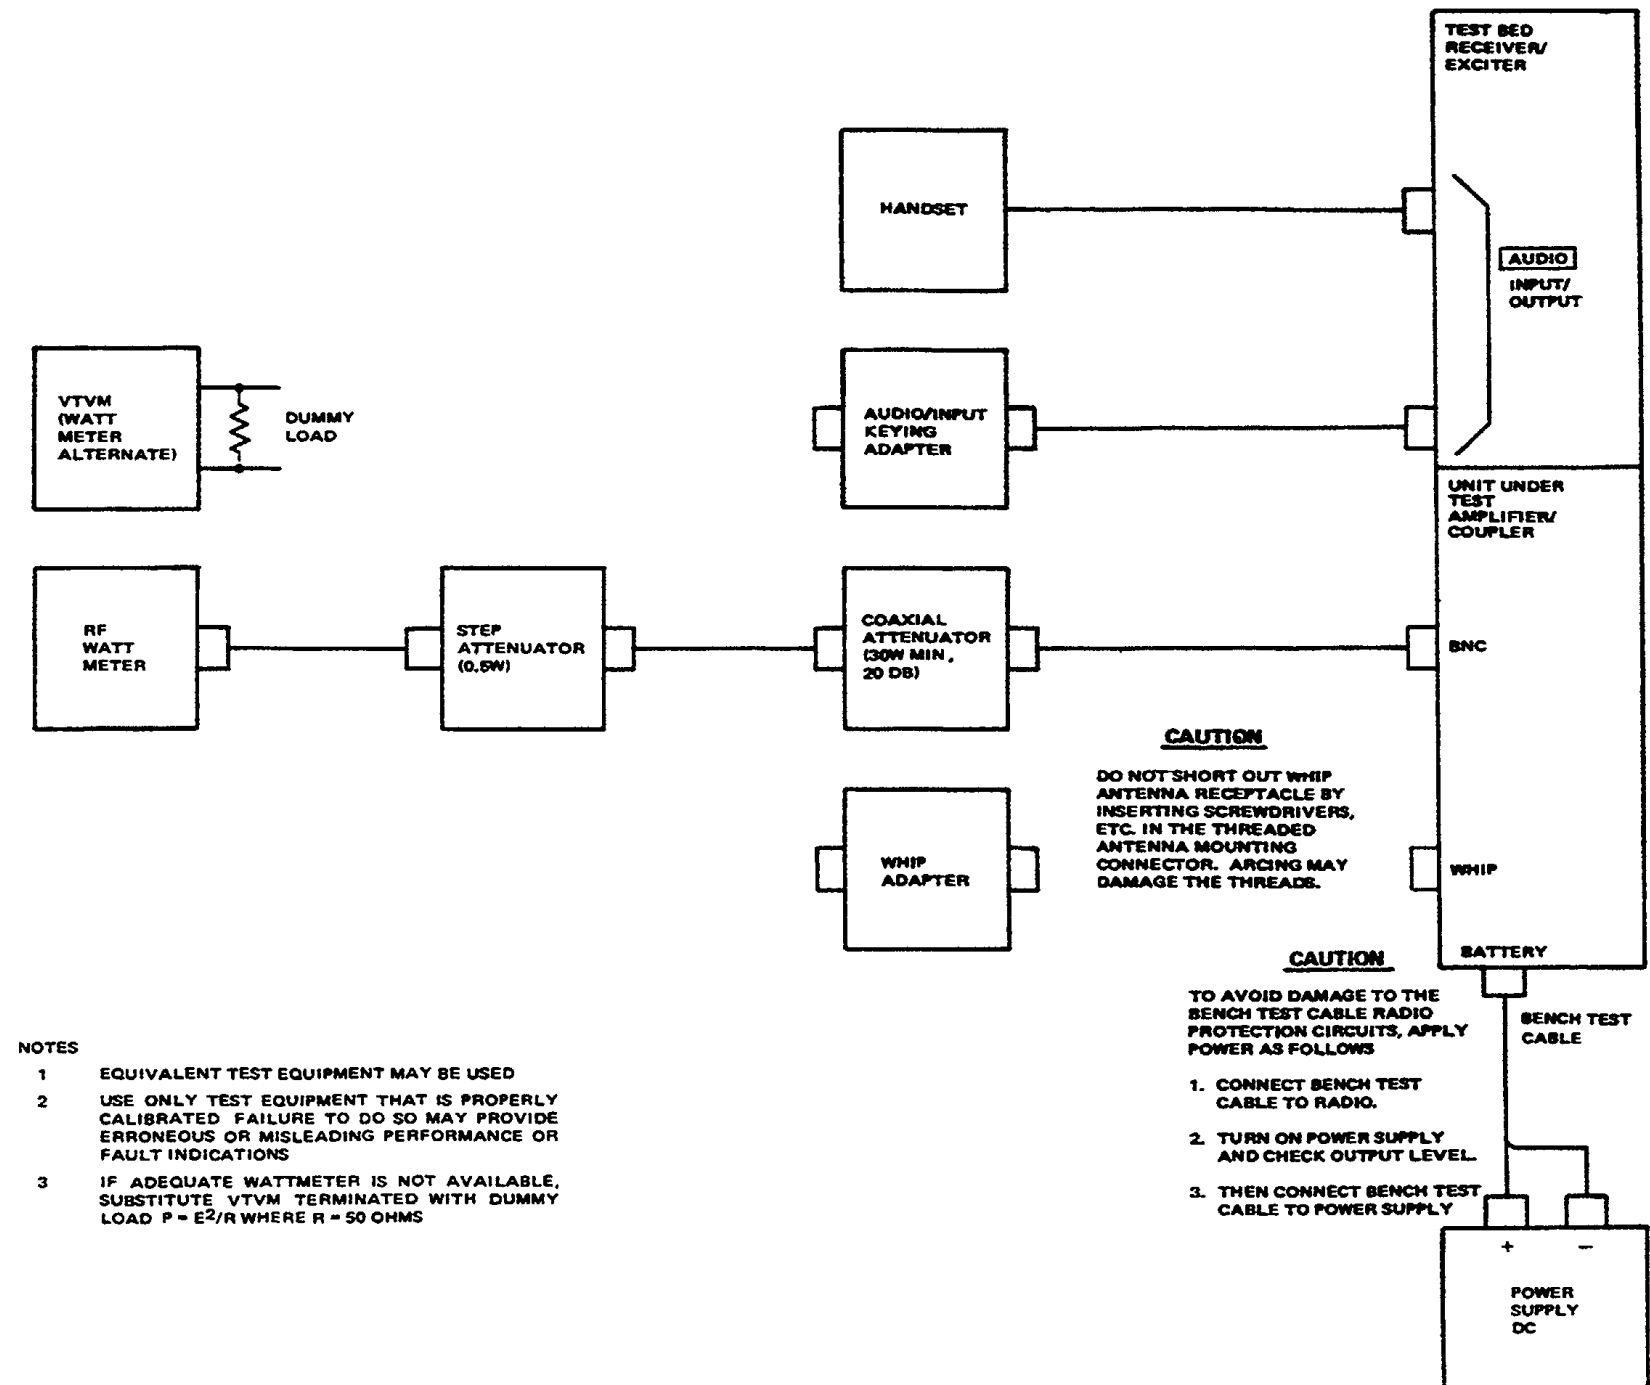 TEST BED
RECEIVER/
EXCITER
HANDSET
AUDIO
INPUT/
OUTPUT
VTVM
(WATT
METER
ALTERNATE)
DUMMY
LOAD
AUDIO/INPUT
KEYING
ADAPTER
UNIT UNDER
TEST
AMPLIFIER/
COUPLER
RF
WATT
METER
STEP
ATTENUATOR
(0.5W)
COAXIAL
ATTENUATOR
(30W MIN,
20 DB)
BNC
CAUTION
DO NOT SHORT OUT WHIP
ANTENNA RECEPTACLE BY
INSERTING SCREWDRIVERS,
ETC. IN THE THREADED
ANTENNA MOUNTING
CONNECTOR. ARCING MAY
DAMAGE THE THREADS.
WHIP
ADAPTER
WHIP
BATTERY
CAUTION
TO AVOID DAMAGE TO THE
BENCH TEST CABLE RADIO
PROTECTION CIRCUITS, APPLY
POWER AS FOLLOWS
1. CONNECT BENCH TEST
CABLE TO RADIO.
2. TURN ON POWER SUPPLY
AND CHECK OUTPUT LEVEL.
3. THEN CONNECT BENCH TEST
CABLE TO POWER SUPPLY
BENCH TEST
CABLE
+ −
POWER
SUPPLY
DC
NOTES
1 EQUIVALENT TEST EQUIPMENT MAY BE USED
2 USE ONLY TEST EQUIPMENT THAT IS PROPERLY
CALIBRATED FAILURE TO DO SO MAY PROVIDE
ERRONEOUS OR MISLEADING PERFORMANCE OR
FAULT INDICATIONS
3 IF ADEQUATE WATTMETER IS NOT AVAILABLE,
SUBSTITUTE VTVM TERMINATED WITH DUMMY
LOAD P = E²/R WHERE R = 50 OHMS